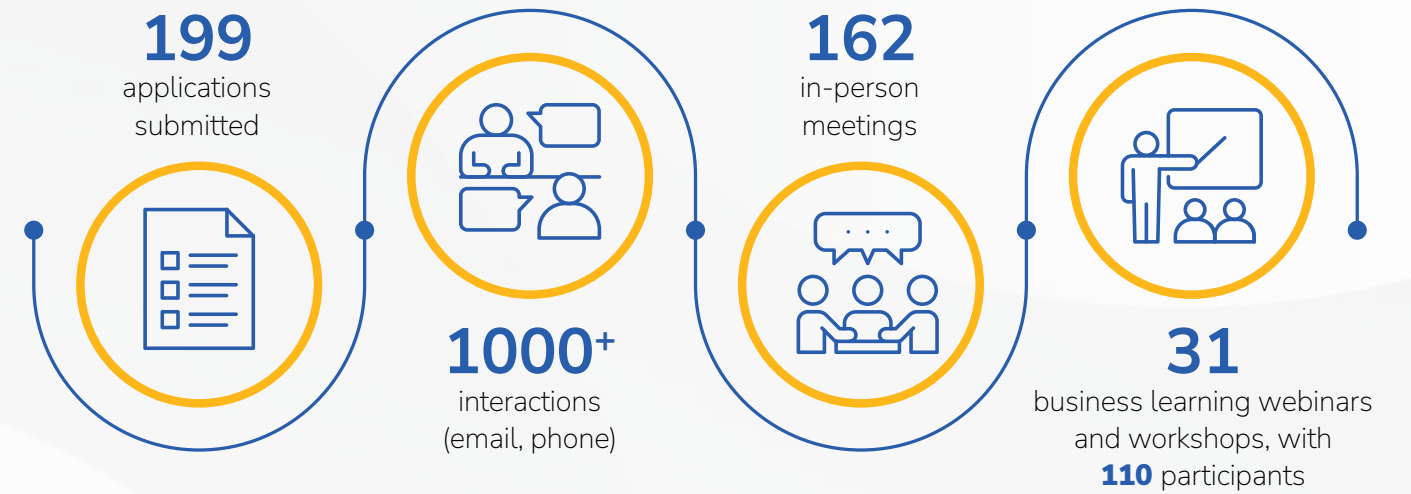 199
applications
submitted
1000+
interactions
(email, phone)
162
in-person
meetings
31
business learning webinars
and workshops, with
110 participants